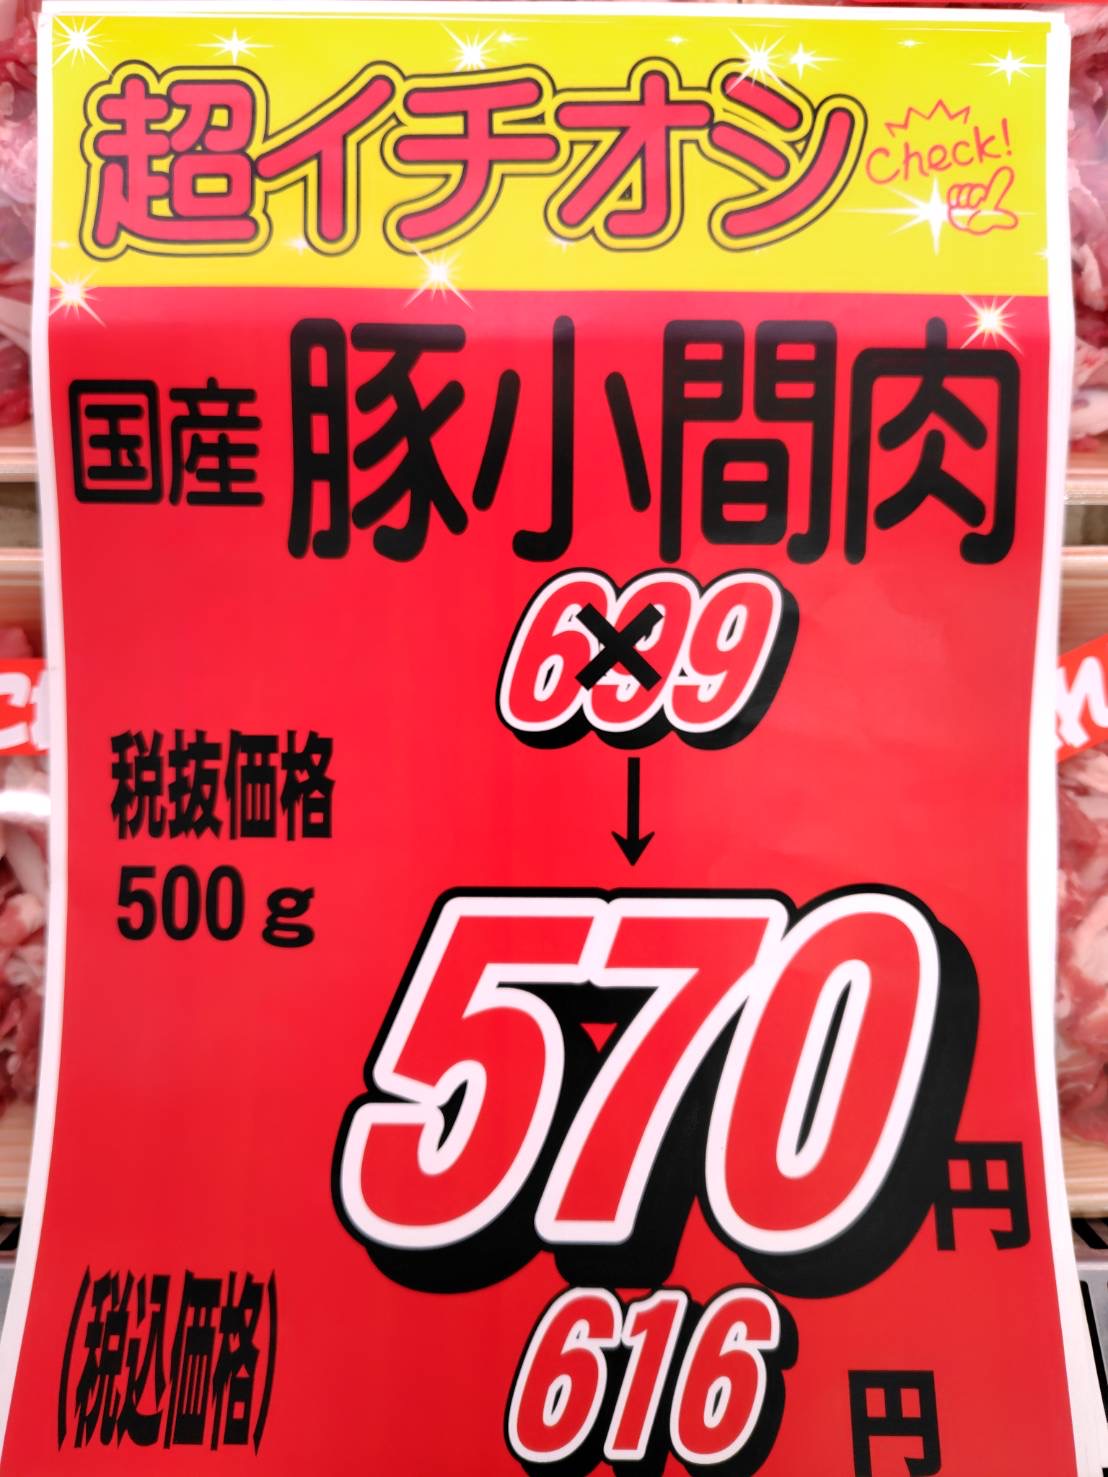 超イチオシ
Check!
国産 豚小間肉
699
↓
税抜価格
500g
570円
(税込価格)
616円